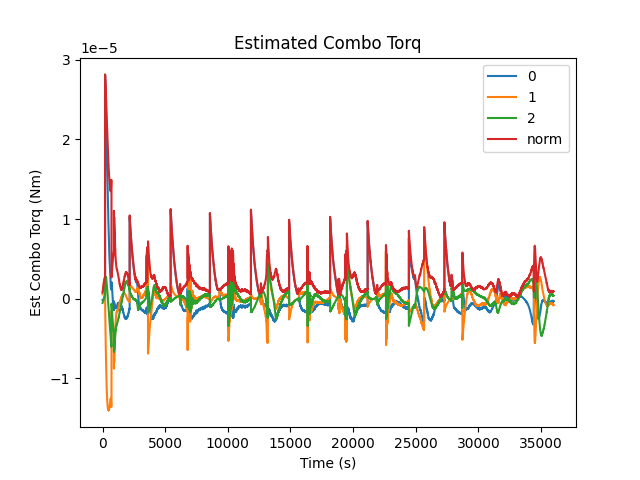 Estimated Combo Torq
1e−5
3
2
1
0
−1
Est Combo Torq (Nm)
0
1
2
norm
0 5000 10000 15000 20000 25000 30000 35000
Time (s)